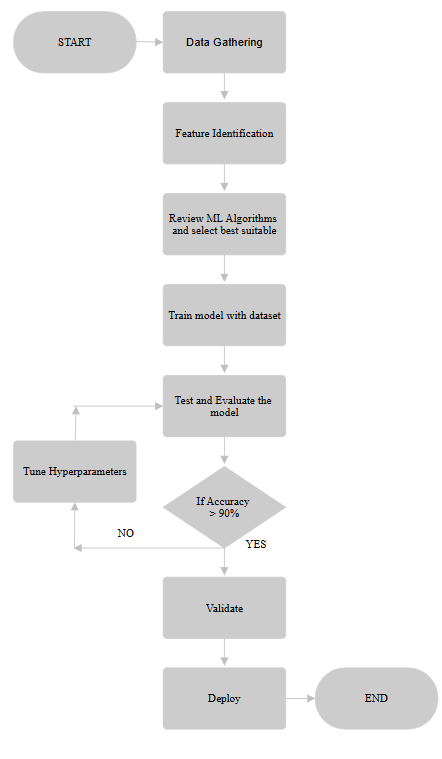 START
Data Gathering
Feature Identification
Review ML Algorithms
and select best suitable
Train model with dataset
Test and Evaluate the
model
Tune Hyperparameters
If Accuracy
> 90%
NO
YES
Validate
Deploy
END